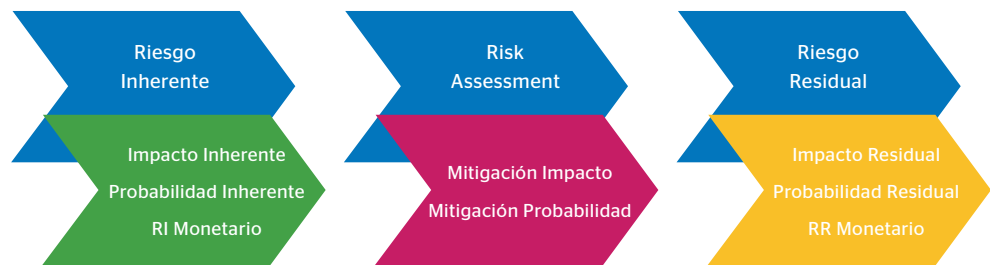 Riesgo
Inherente
Impacto Inherente
Probabilidad Inherente
RI Monetario
Risk
Assessment
Mitigación Impacto
Mitigación Probabilidad
Riesgo
Residual
Impacto Residual
Probabilidad Residual
RR Monetario